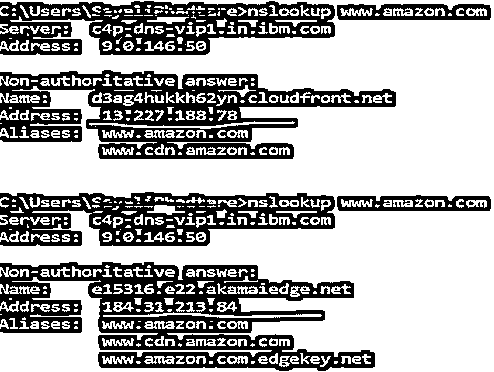 C:\Users\SayaliPhadtare>nslookup www.amazon.com
Server: c4p-dns-vip1.in.ibm.com
Address: 9.0.146.50
Non-authoritative answer:
Name: d3ag4hukkh62yn.cloudfront.net
Address: 13.227.188.78
Aliases: www.amazon.com
www.cdn.amazon.com
C:\Users\SayaliPhadtare>nslookup www.amazon.com
Server: c4p-dns-vip1.in.ibm.com
Address: 9.0.146.50
Non-authoritative answer:
Name: e15316.e22.akamaiedge.net
Address: 184.31.213.84
Aliases: www.amazon.com
www.cdn.amazon.com
www.amazon.com.edgekey.net